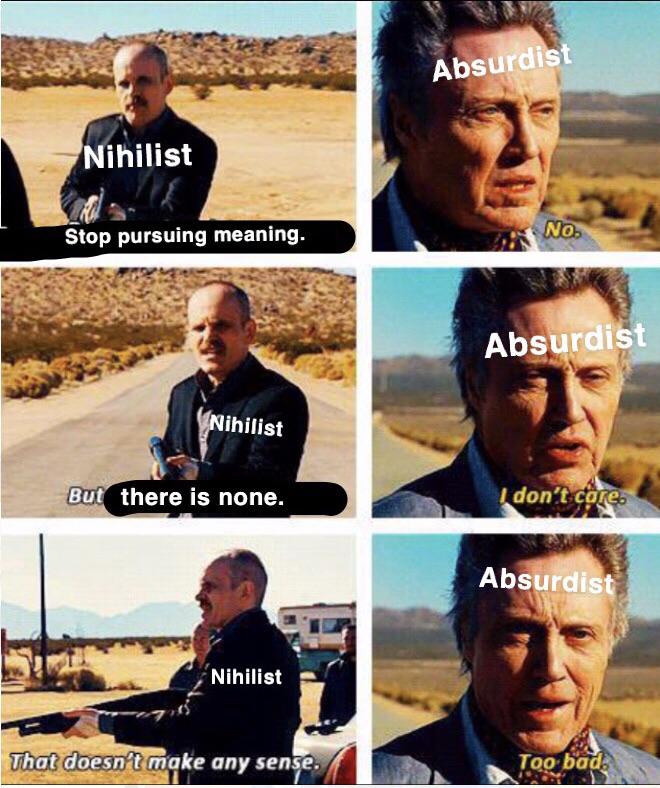 Nihilist
Stop pursuing meaning.
Absurdist
No.
Nihilist
But there is none.
Absurdist
I don't care.
Nihilist
That doesn't make any sense.
Absurdist
Too bad.